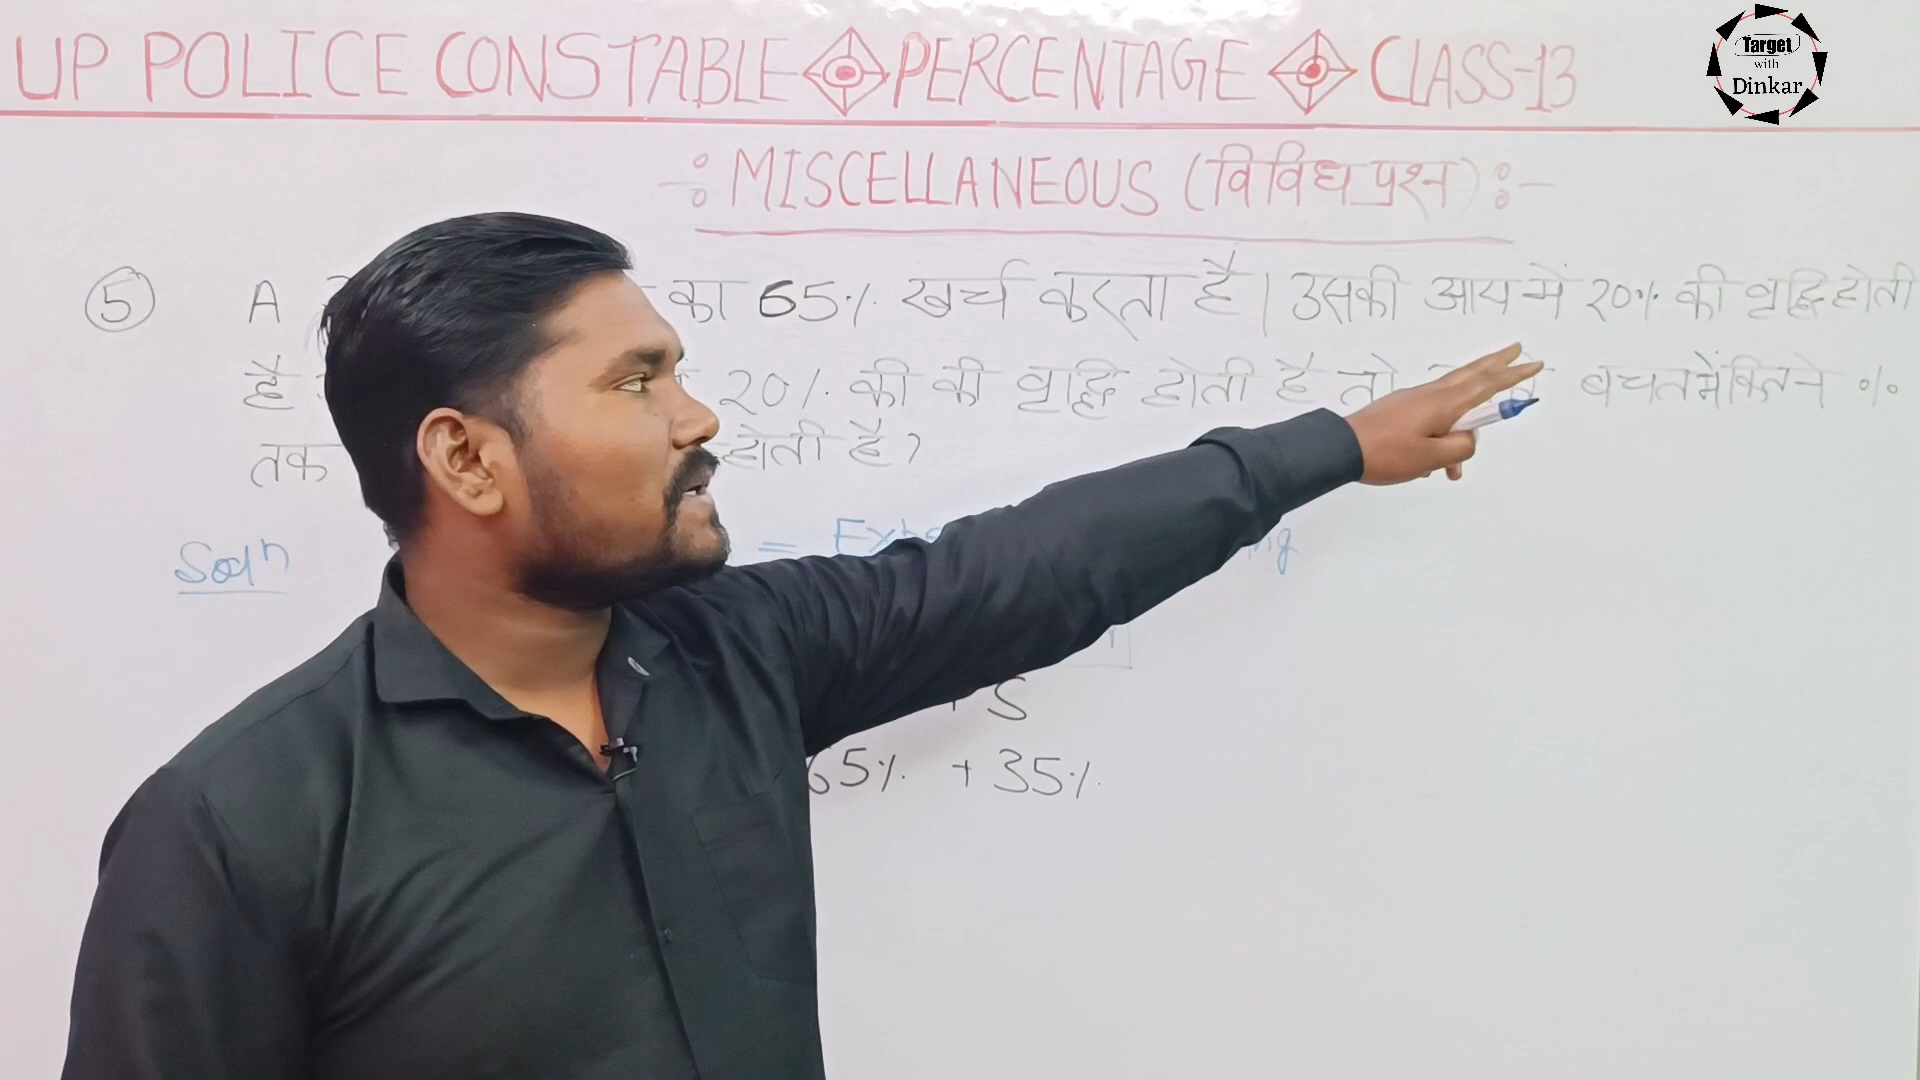 UP POLICE CONSTABLE PERCENTAGE CLASS-13
Target
with
Dinkar
-: MISCELLANEOUS (विविध प्रश्न) :-
5 A का 65% खर्च करता है। उसकी आय में 20% की वृद्धि होती
है 20% की की वृद्धि होती है तो बचत में कितने %
तक होती है?
Soln =
S
65% + 35%